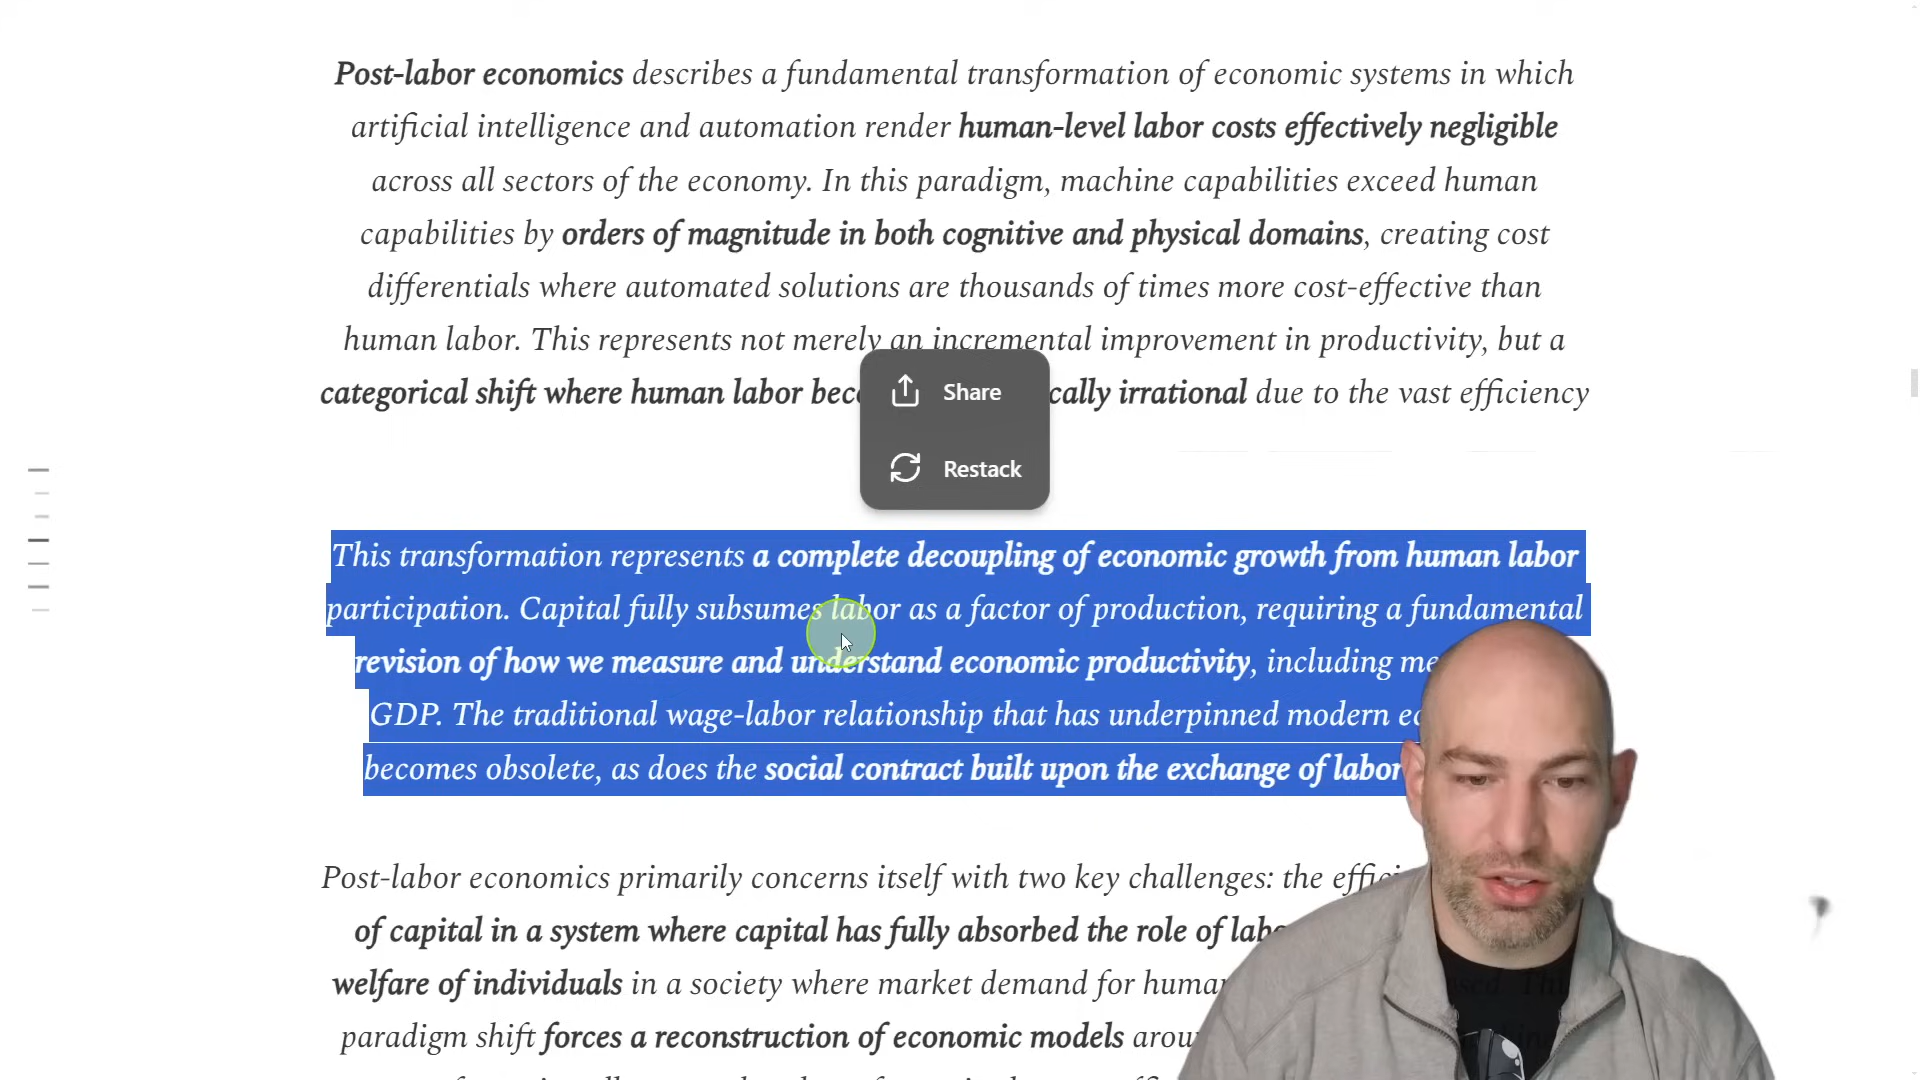 Post-labor economics describes a fundamental transformation of economic systems in which
artificial intelligence and automation render human-level labor costs effectively negligible
across all sectors of the economy. In this paradigm, machine capabilities exceed human
capabilities by orders of magnitude in both cognitive and physical domains, creating cost
differentials where automated solutions are thousands of times more cost-effective than
human labor. This represents not merely an incremental improvement in productivity, but a
categorical shift where human labor irrational due to the vast efficiency
Share
Restack
This transformation represents a complete decoupling of economic growth from human labor
participation. Capital fully subsumes labor as a factor of production, requiring a fundamental
revision of how we measure and understand economic productivity, including
GDP. The traditional wage-labor relationship that has underpinned modern
becomes obsolete, as does the social contract built upon the exchange of labor
Post-labor economics primarily concerns itself with two key challenges: the
of capital in a system where capital has fully absorbed the role of
welfare of individuals in a society where market demand for
paradigm shift forces a reconstruction of economic models